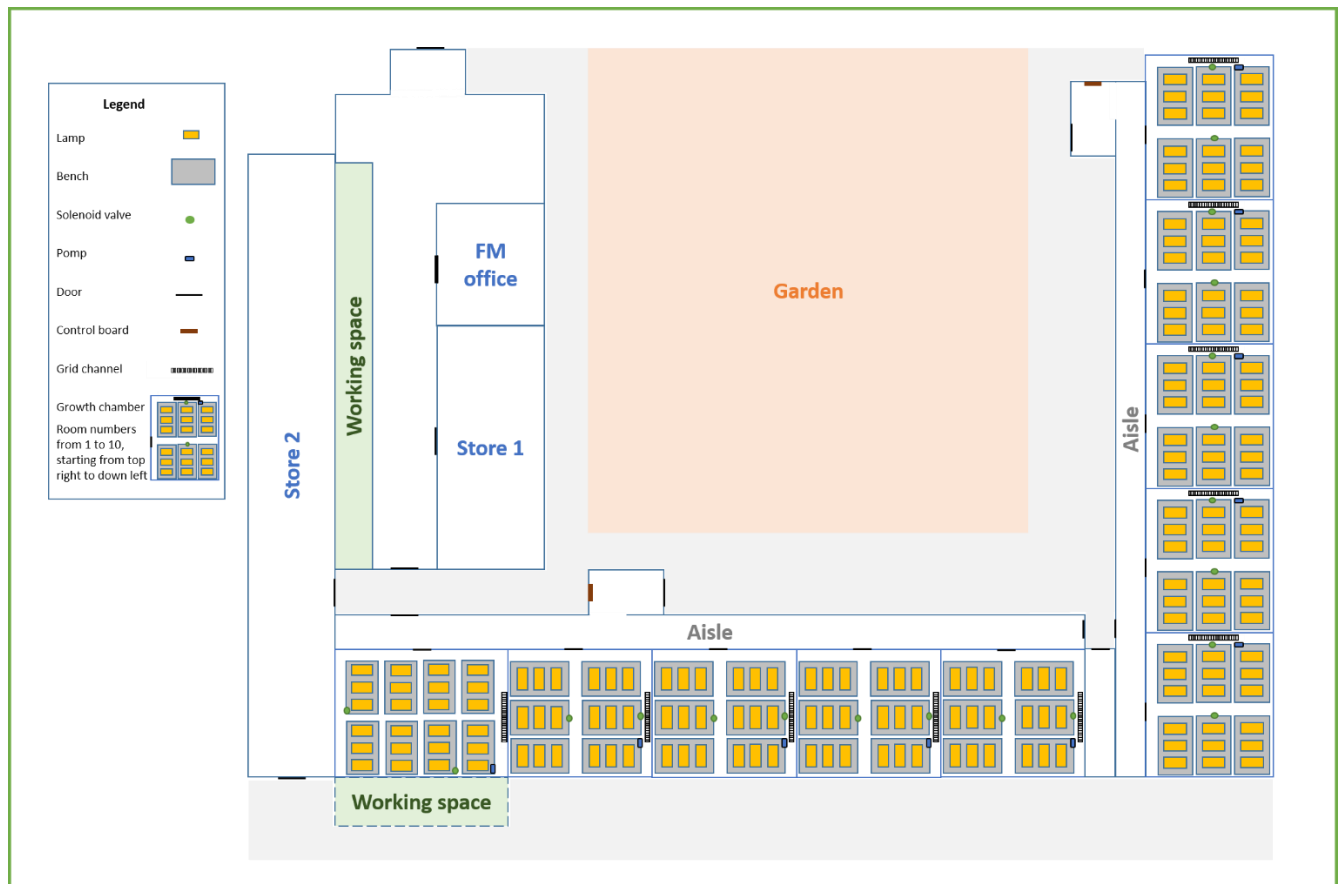 Legend
Lamp
Bench
Solenoid valve
Pump
Door
Control board
Grid channel
Growth chamber
Room numbers
from 1 to 10,
starting from top
right to down left
Store 2
Working space
FM
office
Store 1
Garden
Aisle
Aisle
Working space